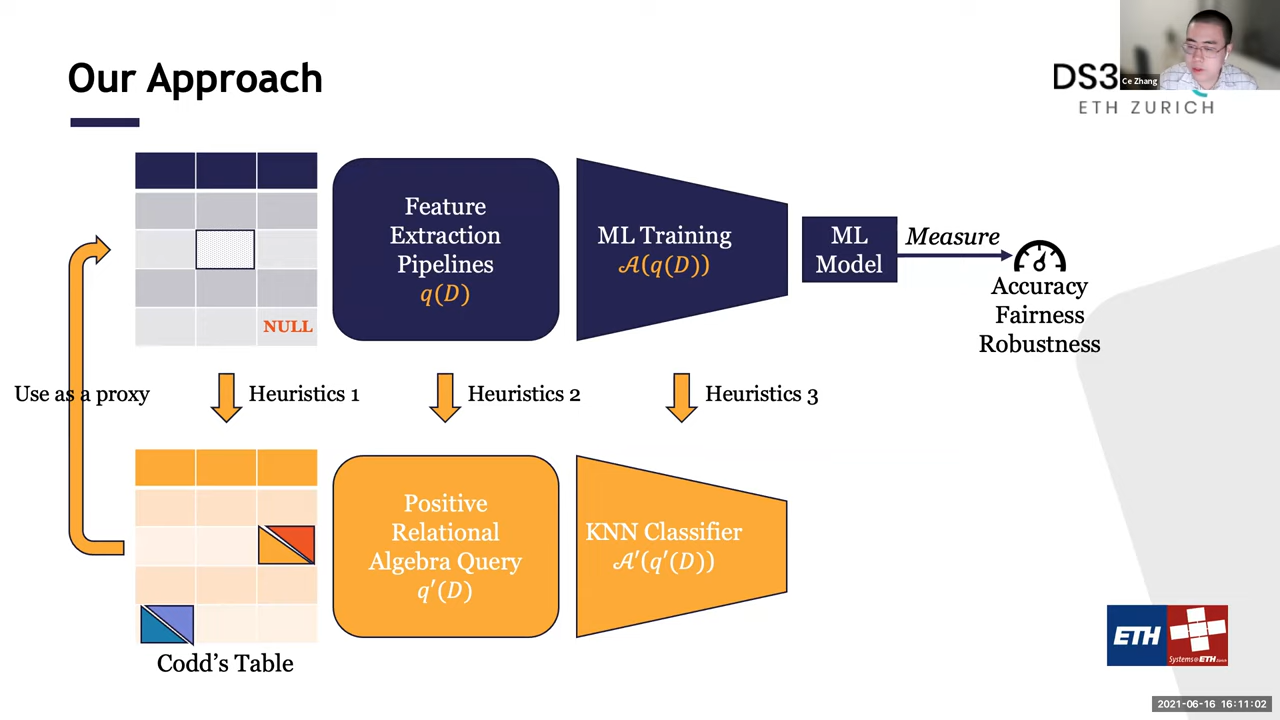 Our Approach
DS3
ETH ZURICH
Ce Zhang
NULL
Feature
Extraction
Pipelines
q(D)
ML Training
𝒜(q(D))
ML
Model
Measure
Accuracy
Fairness
Robustness
Use as a proxy
Heuristics 1
Heuristics 2
Heuristics 3
Positive
Relational
Algebra Query
q′(D)
KNN Classifier
𝒜′(q′(D))
Codd's Table
ETH
Systems@ETH
2021-06-16 16:11:02